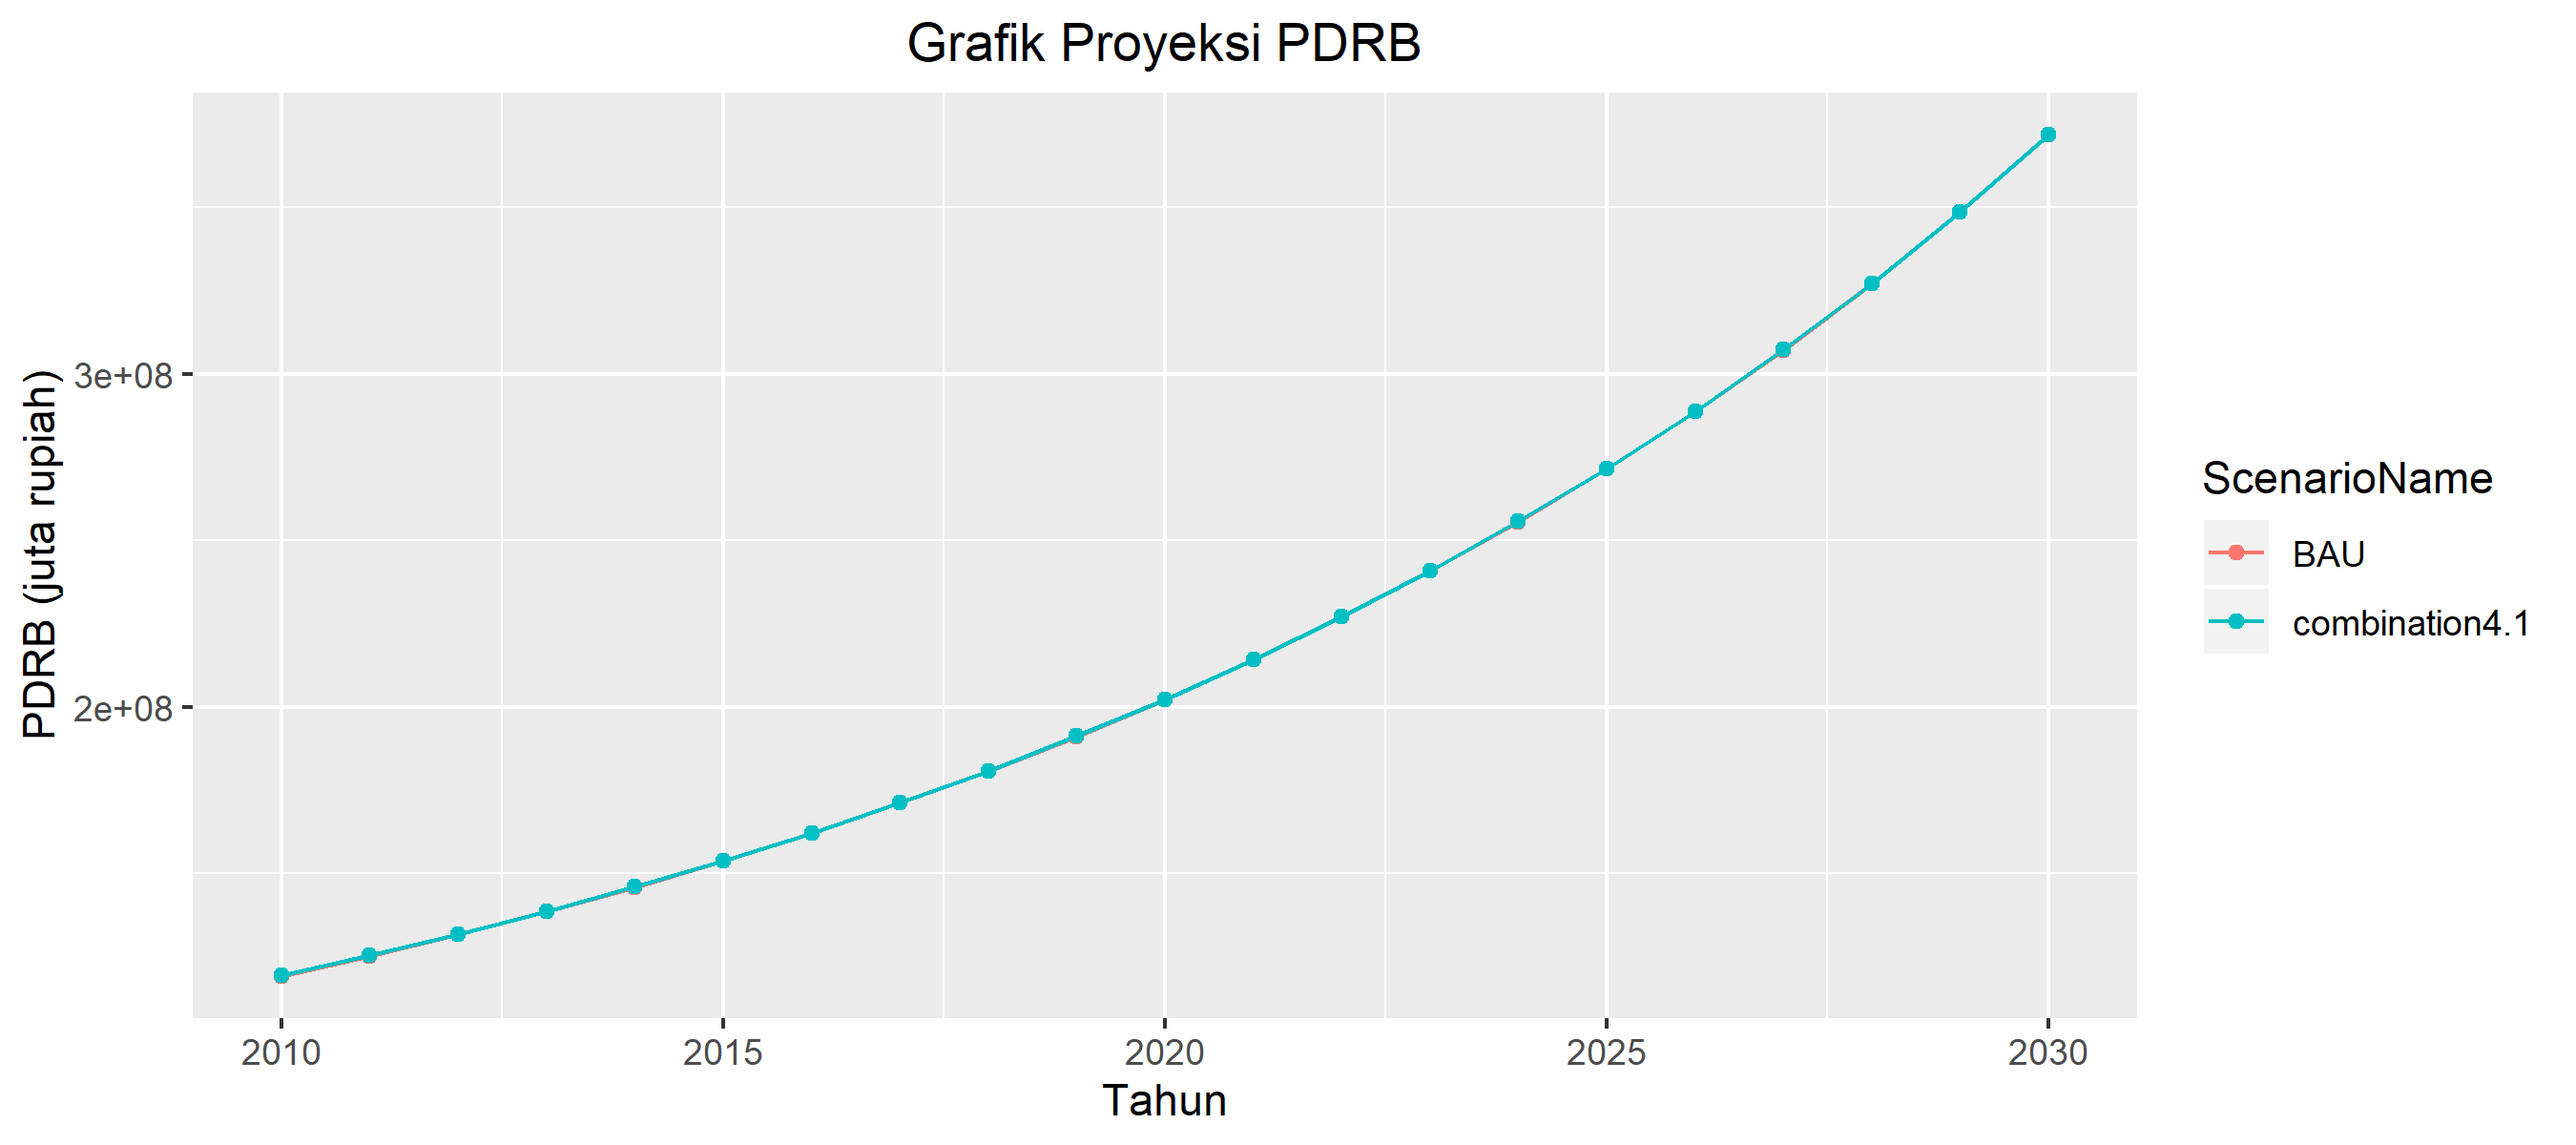 Grafik Proyeksi PDRB
PDRB (juta rupiah)
3e+08
2e+08
2010 2015 2020 2025 2030
Tahun
ScenarioName
BAU
combination4.1